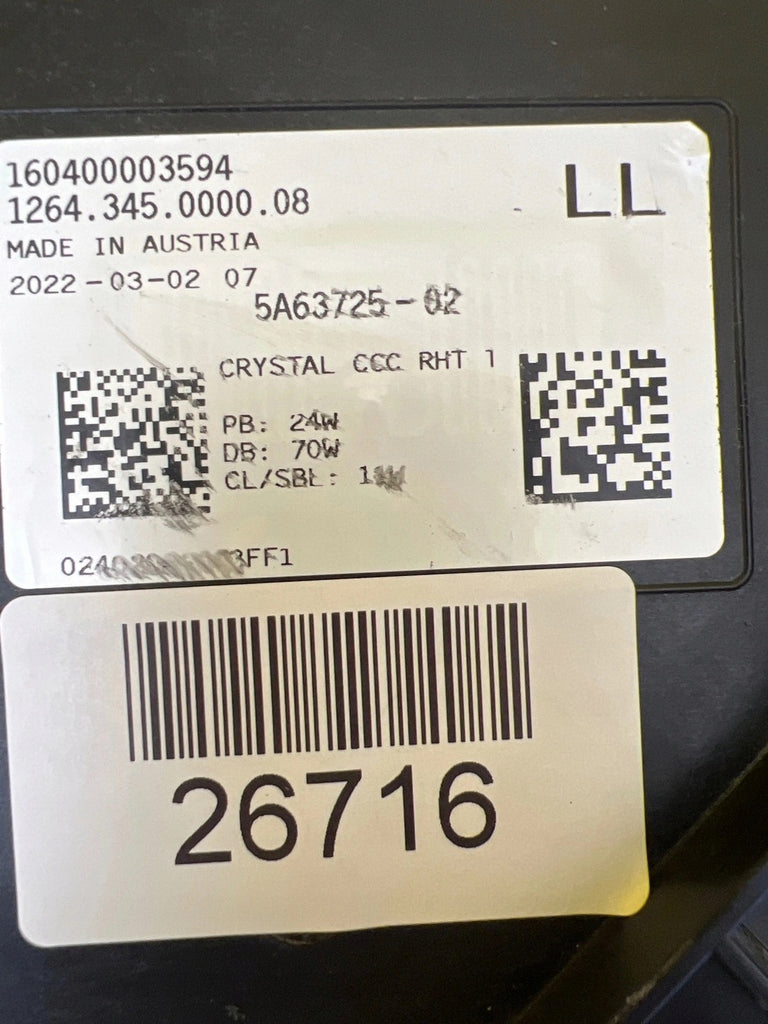 160400003594
LL
1264.345.0000.08
MADE IN AUSTRIA
2022-03-02 07
5A63725-02
CRYSTAL CCC RHT 1
PB: 24W
DB: 70W
CL/SBL:
26716